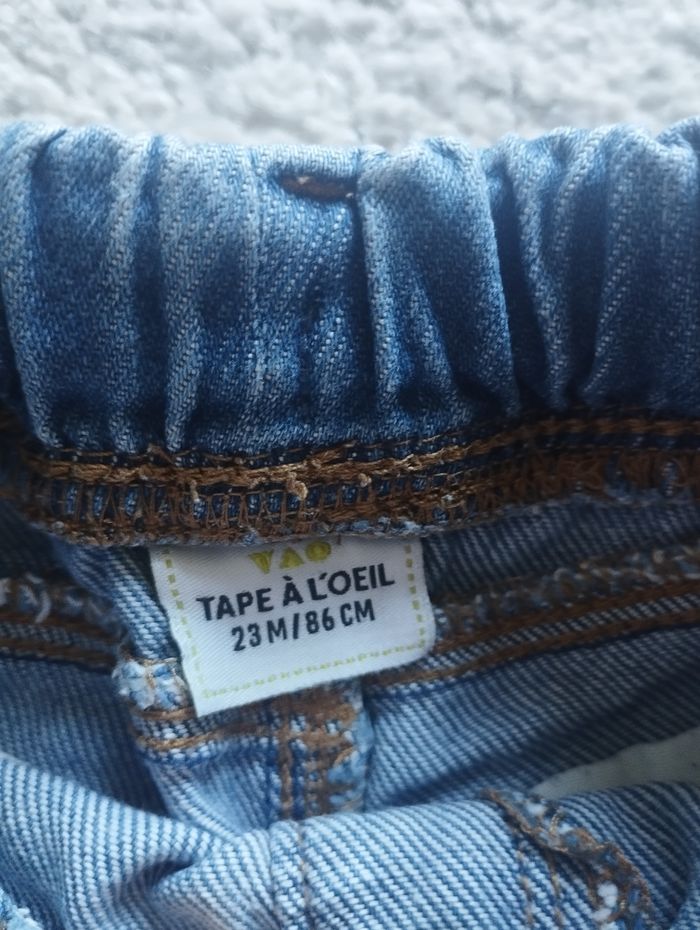 TAO
TAPE À L'OEIL
23 M/86 CM